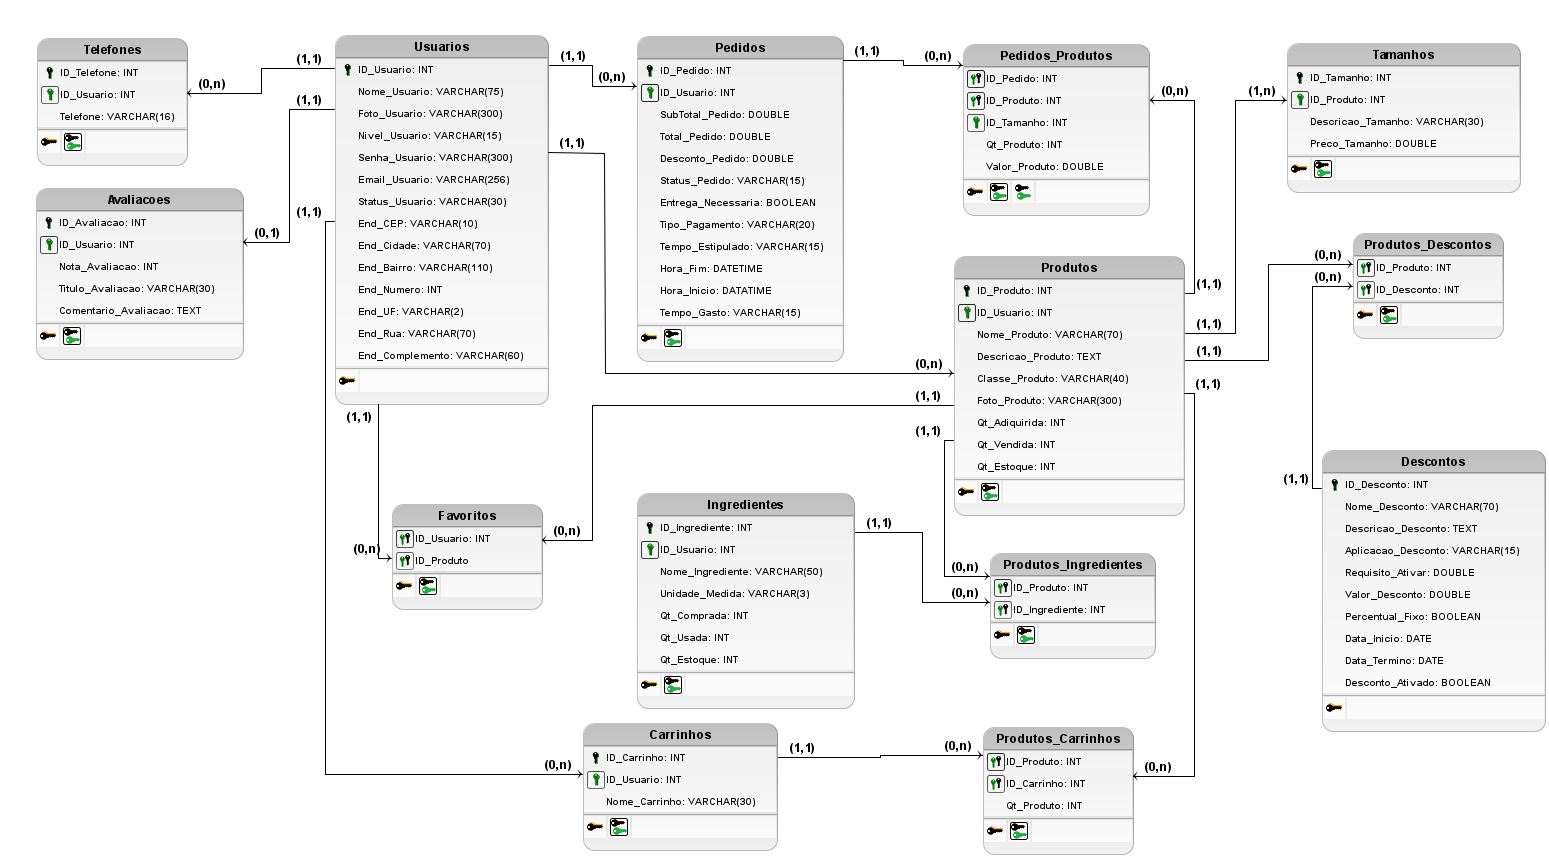 Telefones
ID_Telefone: INT
ID_Usuario: INT
Telefone: VARCHAR(16)
(0,n)
(1,1)
Avaliacoes
ID_Avaliacao: INT
ID_Usuario: INT
Nota_Avaliacao: INT
Titulo_Avaliacao: VARCHAR(30)
Comentario_Avaliacao: TEXT
(0,1)
(1,1)
(1,1)
Usuarios
ID_Usuario: INT
Nome_Usuario: VARCHAR(75)
Foto_Usuario: VARCHAR(300)
Nivel_Usuario: VARCHAR(15)
Senha_Usuario: VARCHAR(300)
Email_Usuario: VARCHAR(256)
Status_Usuario: VARCHAR(30)
End_CEP: VARCHAR(10)
End_Cidade: VARCHAR(70)
End_Bairro: VARCHAR(110)
End_Numero: INT
End_UF: VARCHAR(2)
End_Rua: VARCHAR(70)
End_Complemento: VARCHAR(60)
(1,1)
(0,n)
(1,1)
(1,1)
Pedidos
ID_Pedido: INT
ID_Usuario: INT
SubTotal_Pedido: DOUBLE
Total_Pedido: DOUBLE
Desconto_Pedido: DOUBLE
Status_Pedido: VARCHAR(15)
Entrega_Necessaria: BOOLEAN
Tipo_Pagamento: VARCHAR(20)
Tempo_Estipulado: VARCHAR(15)
Hora_Fim: DATETIME
Hora_Inicio: DATATIME
Tempo_Gasto: VARCHAR(15)
(1,1)
(0,n)
Pedidos_Produtos
ID_Pedido: INT
ID_Produto: INT
ID_Tamanho: INT
Qt_Produto: INT
Valor_Produto: DOUBLE
(0,n)
(1,n)
Tamanhos
ID_Tamanho: INT
ID_Produto: INT
Descricao_Tamanho: VARCHAR(30)
Preco_Tamanho: DOUBLE
Produtos
ID_Produto: INT
ID_Usuario: INT
Nome_Produto: VARCHAR(70)
Descricao_Produto: TEXT
Classe_Produto: VARCHAR(40)
Foto_Produto: VARCHAR(300)
Qt_Adiquirida: INT
Qt_Vendida: INT
Qt_Estoque: INT
(0,n)
(1,1)
(1,1)
(1,1)
(1,1)
(1,1)
(1,1)
Produtos_Descontos
ID_Produto: INT
ID_Desconto: INT
(0,n)
(0,n)
Descontos
ID_Desconto: INT
Nome_Desconto: VARCHAR(70)
Descricao_Desconto: TEXT
Aplicacao_Desconto: VARCHAR(15)
Requisito_Ativar: DOUBLE
Valor_Desconto: DOUBLE
Percentual_Fixo: BOOLEAN
Data_Inicio: DATE
Data_Termino: DATE
Desconto_Ativado: BOOLEAN
(1,1)
Favoritos
ID_Usuario: INT
ID_Produto
(0,n)
(0,n)
Ingredientes
ID_Ingrediente: INT
ID_Usuario: INT
Nome_Ingrediente: VARCHAR(50)
Unidade_Medida: VARCHAR(3)
Qt_Comprada: INT
Qt_Usada: INT
Qt_Estoque: INT
(1,1)
Produtos_Ingredientes
ID_Produto: INT
ID_Ingrediente: INT
(0,n)
(0,n)
Carrinhos
ID_Carrinho: INT
ID_Usuario: INT
Nome_Carrinho: VARCHAR(30)
(0,n)
(1,1)
(0,n)
Produtos_Carrinhos
ID_Produto: INT
ID_Carrinho: INT
Qt_Produto: INT
(0,n)